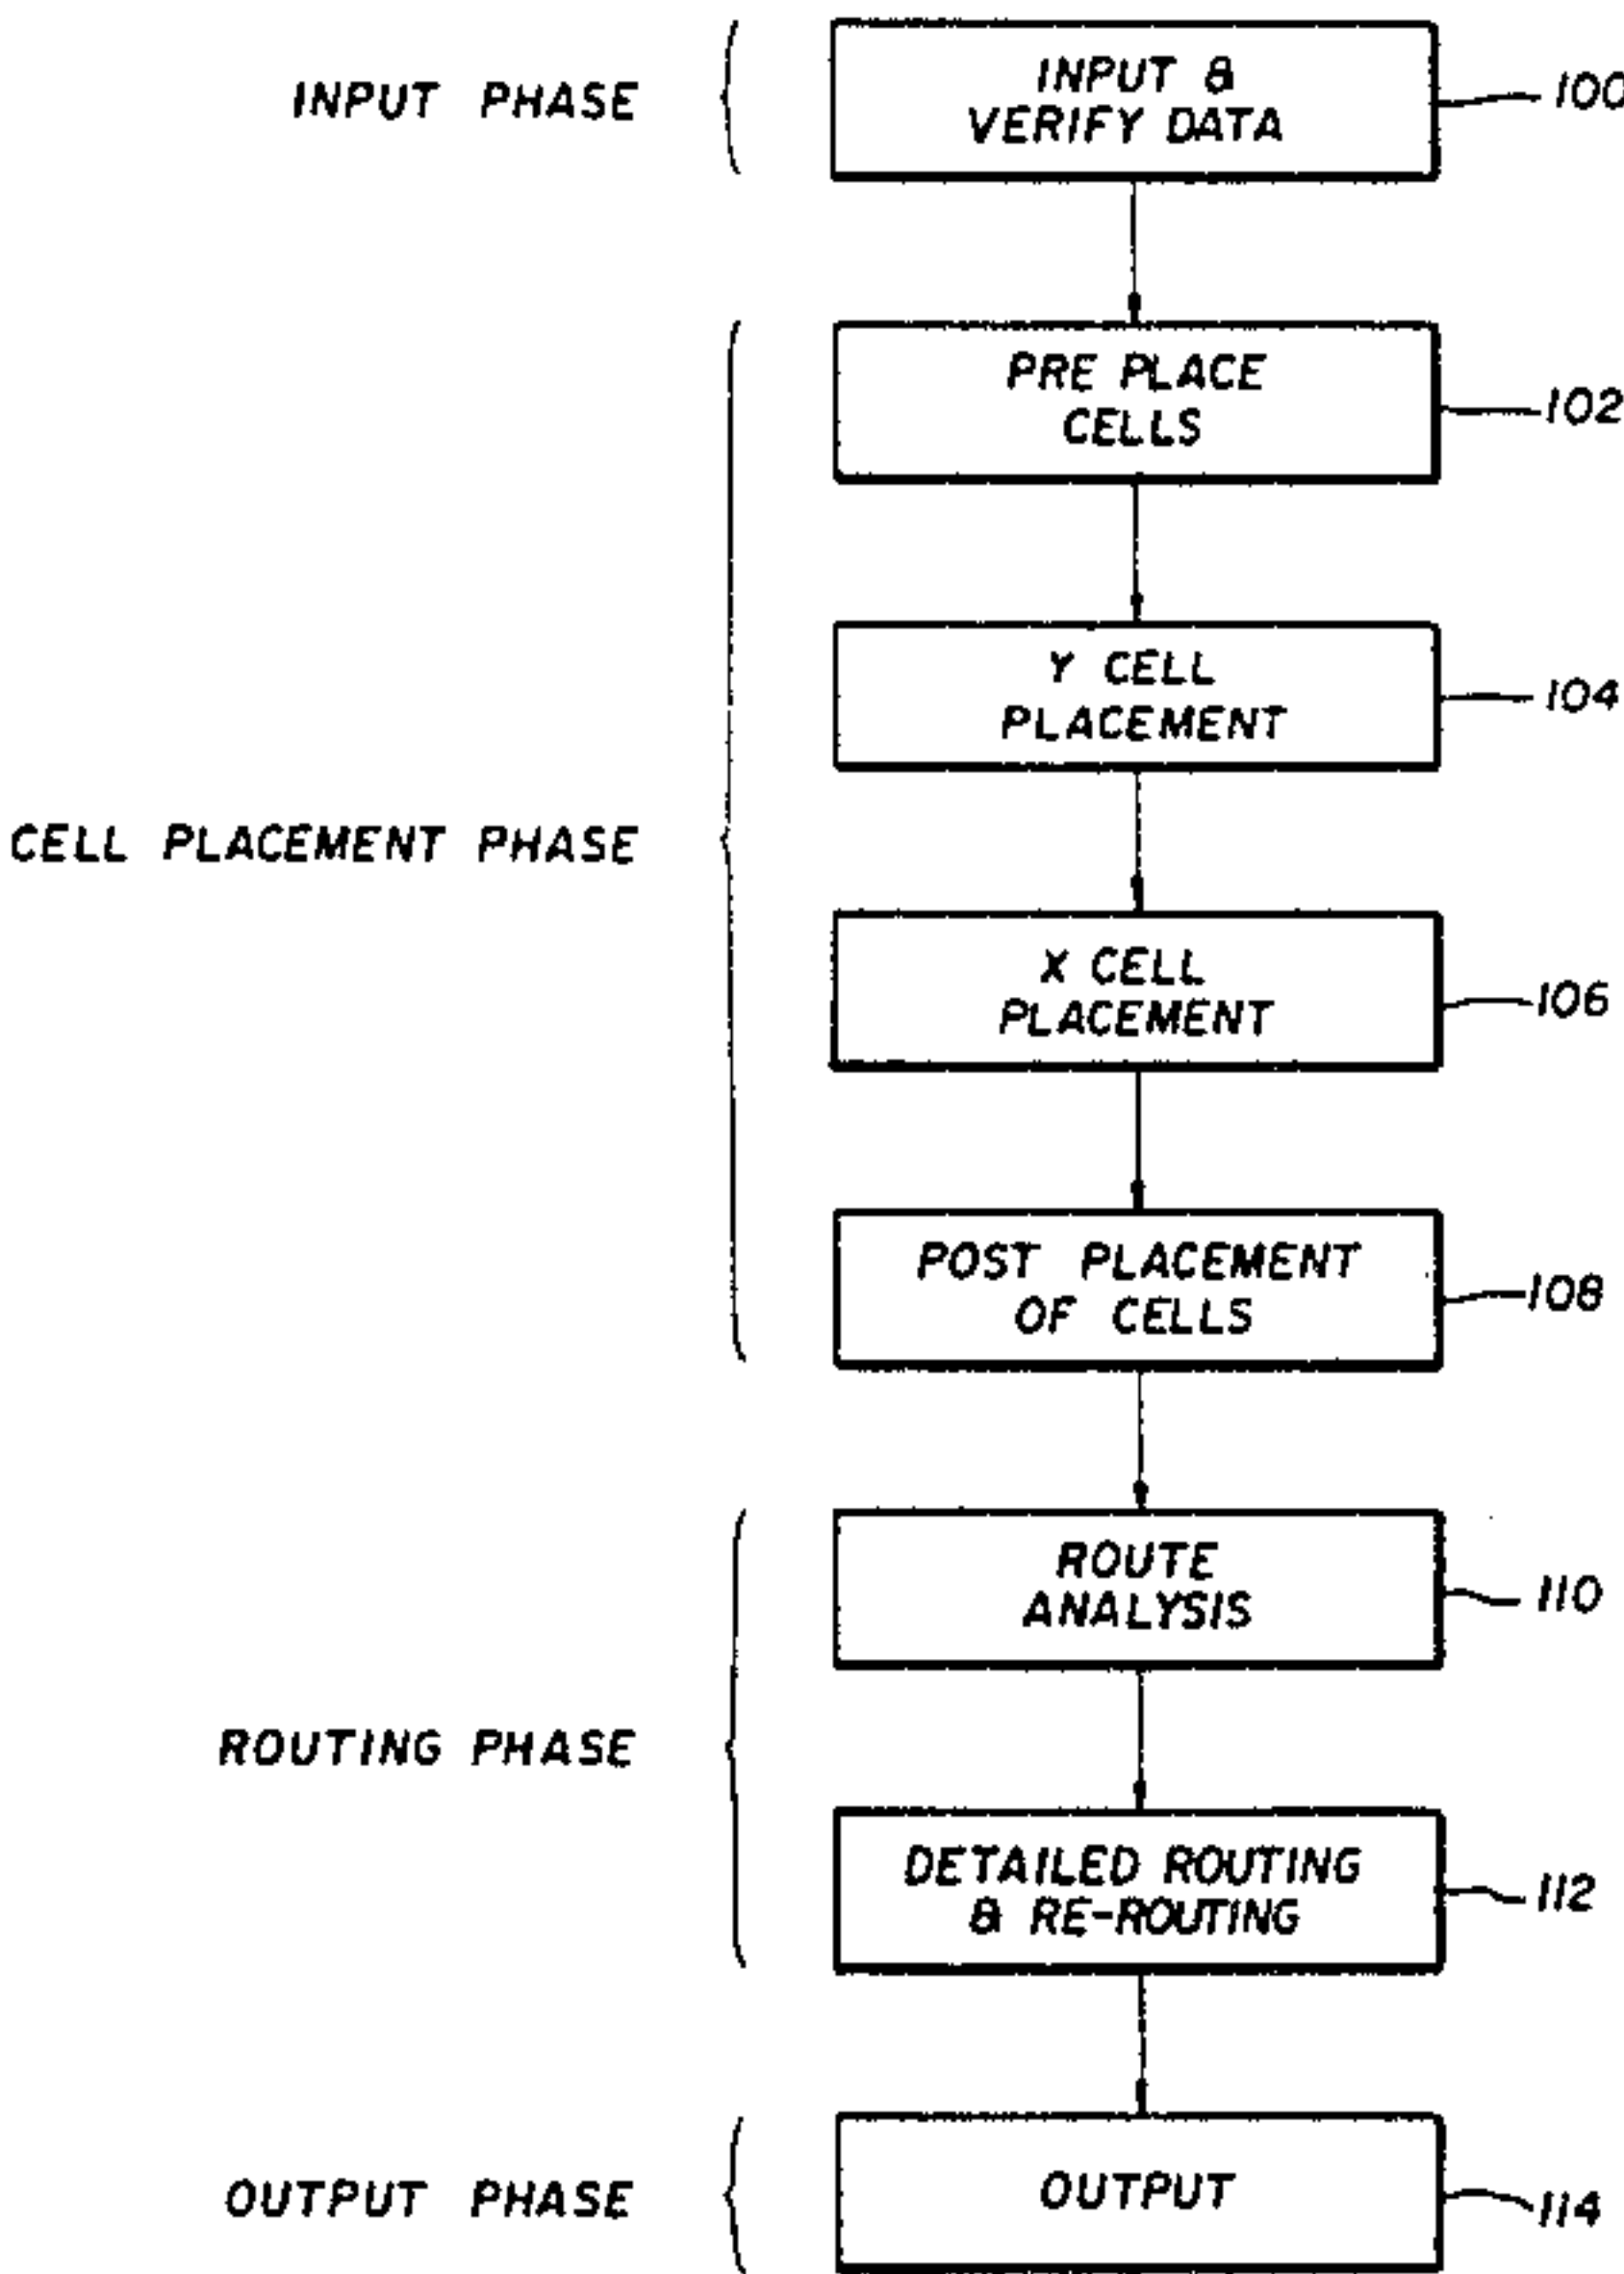 INPUT PHASE
INPUT &
VERIFY DATA
100
PRE PLACE
CELLS
102
Y CELL
PLACEMENT
104
CELL PLACEMENT PHASE
X CELL
PLACEMENT
106
POST PLACEMENT
OF CELLS
108
ROUTE
ANALYSIS
110
ROUTING PHASE
DETAILED ROUTING
& RE-ROUTING
112
OUTPUT PHASE
OUTPUT
114